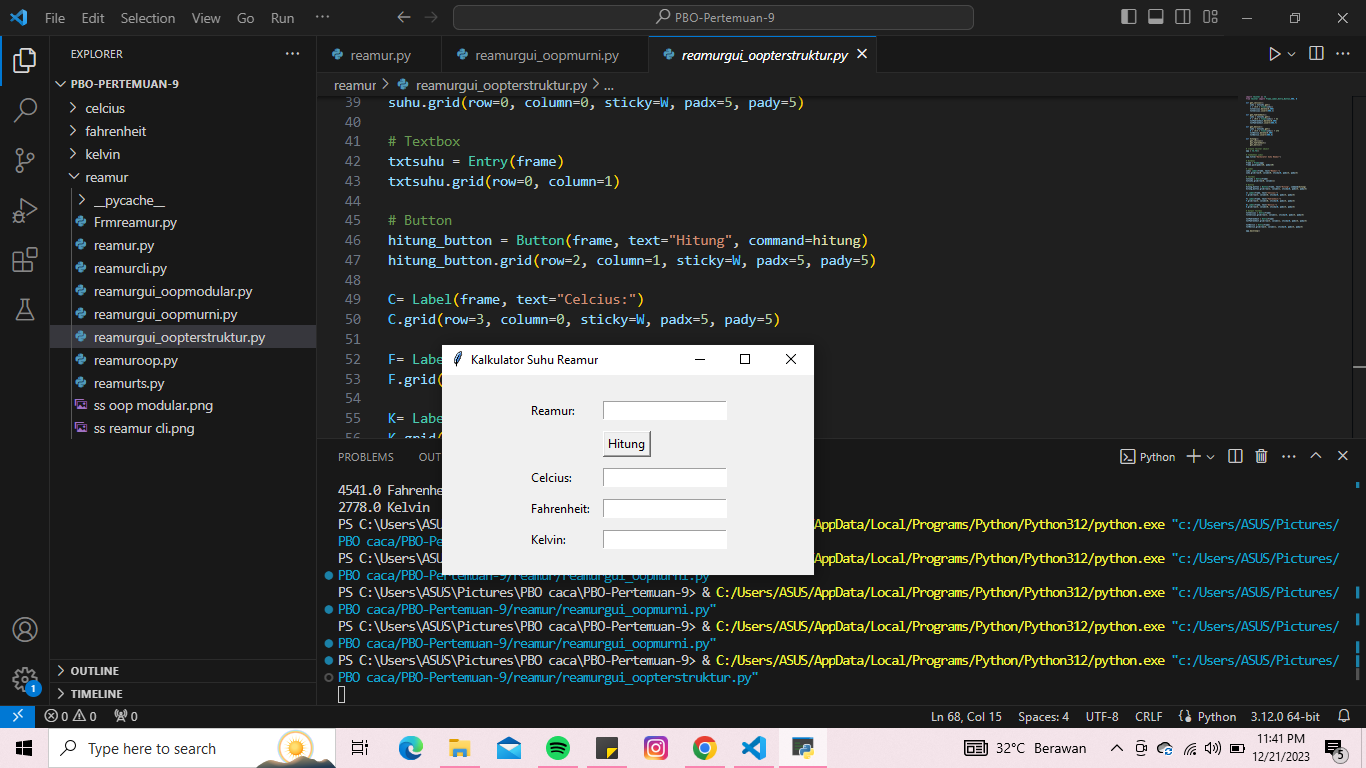 File Edit Selection View Go Run ··· PBO-Pertemuan-9
EXPLORER
PBO-PERTEMUAN-9
celcius
fahrenheit
kelvin
reamur
__pycache__
Frmreamur.py
reamur.py
reamurcli.py
reamurgui_oopmodular.py
reamurgui_oopmurni.py
reamurgui_oopterstruktur.py
reamuroop.py
reamurts.py
ss oop modular.png
ss reamur cli.png
OUTLINE
TIMELINE
reamur.py reamurgui_oopmurni.py reamurgui_oopterstruktur.py
reamur > reamurgui_oopterstruktur.py > ...
39 suhu.grid(row=0, column=0, sticky=W, padx=5, pady=5)
40
41 # Textbox
42 txtsuhu = Entry(frame)
43 txtsuhu.grid(row=0, column=1)
44
45 # Button
46 hitung_button = Button(frame, text="Hitung", command=hitung)
47 hitung_button.grid(row=2, column=1, sticky=W, padx=5, pady=5)
48
49 C= Label(frame, text="Celcius:")
50 C.grid(row=3, column=0, sticky=W, padx=5, pady=5)
51
52 F= Labe
53 F.grid(
54
55 K= Labe
56 K.grid(
Kalkulator Suhu Reamur
Reamur:
Hitung
Celcius:
Fahrenheit:
Kelvin:
PROBLEMS OUT Python
4541.0 Fahrenhe
2778.0 Kelvin
PS C:\Users\ASU AppData/Local/Programs/Python/Python312/python.exe "c:/Users/ASUS/Pictures/
PBO caca/PBO-Pe
PS C:\Users\ASU AppData/Local/Programs/Python/Python312/python.exe "c:/Users/ASUS/Pictures/
PBO caca/PBO-Pertemuan-9/reamur/reamurgui_oopmurni.py"
PS C:\Users\ASUS\Pictures\PBO caca\PBO-Pertemuan-9> & C:/Users/ASUS/AppData/Local/Programs/Python/Python312/python.exe "c:/Users/ASUS/Pictures/
PBO caca/PBO-Pertemuan-9/reamur/reamurgui_oopmurni.py"
PS C:\Users\ASUS\Pictures\PBO caca\PBO-Pertemuan-9> & C:/Users/ASUS/AppData/Local/Programs/Python/Python312/python.exe "c:/Users/ASUS/Pictures/
PBO caca/PBO-Pertemuan-9/reamur/reamurgui_oopmurni.py"
PS C:\Users\ASUS\Pictures\PBO caca\PBO-Pertemuan-9> & C:/Users/ASUS/AppData/Local/Programs/Python/Python312/python.exe "c:/Users/ASUS/Pictures/
PBO caca/PBO-Pertemuan-9/reamur/reamurgui_oopterstruktur.py"
1
0 0 0 Ln 68, Col 15 Spaces: 4 UTF-8 CRLF Python 3.12.0 64-bit
Type here to search 32°C Berawan 11:41 PM
12/21/2023 5